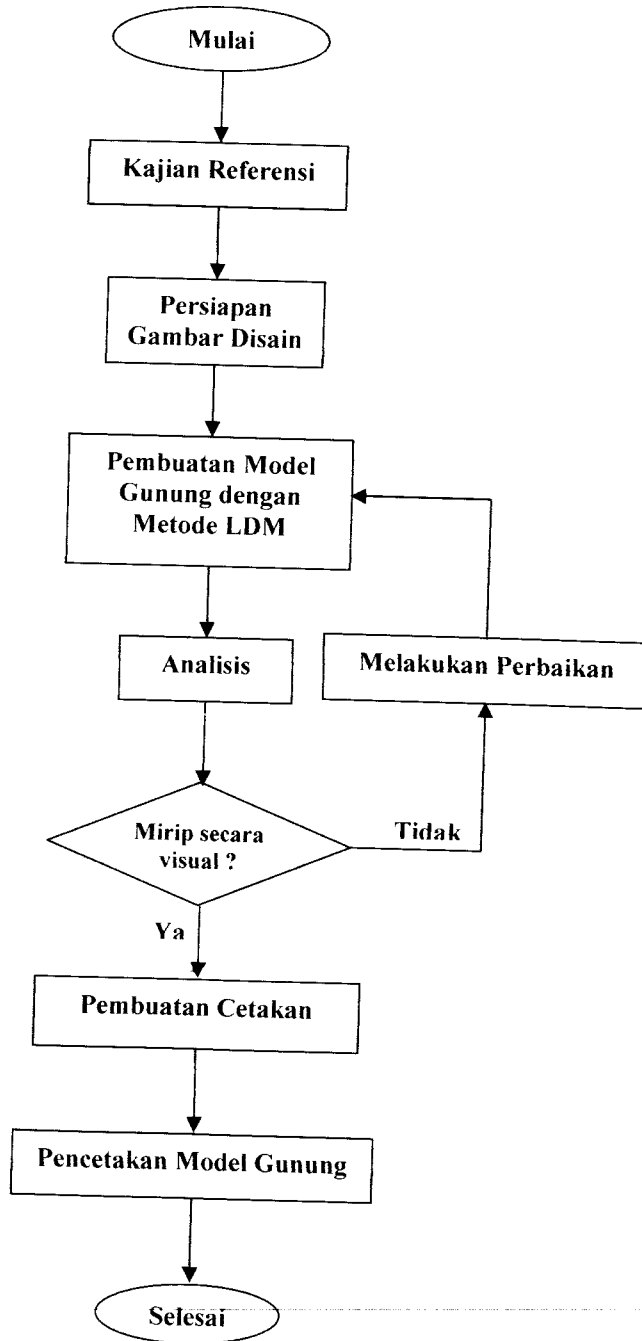 Mulai
Kajian Referensi
Persiapan
Gambar Disain
Pembuatan Model
Gunung dengan
Metode LDM
Analisis
Melakukan Perbaikan
Mirip secara
visual ?
Tidak
Ya
Pembuatan Cetakan
Pencetakan Model Gunung
Selesai